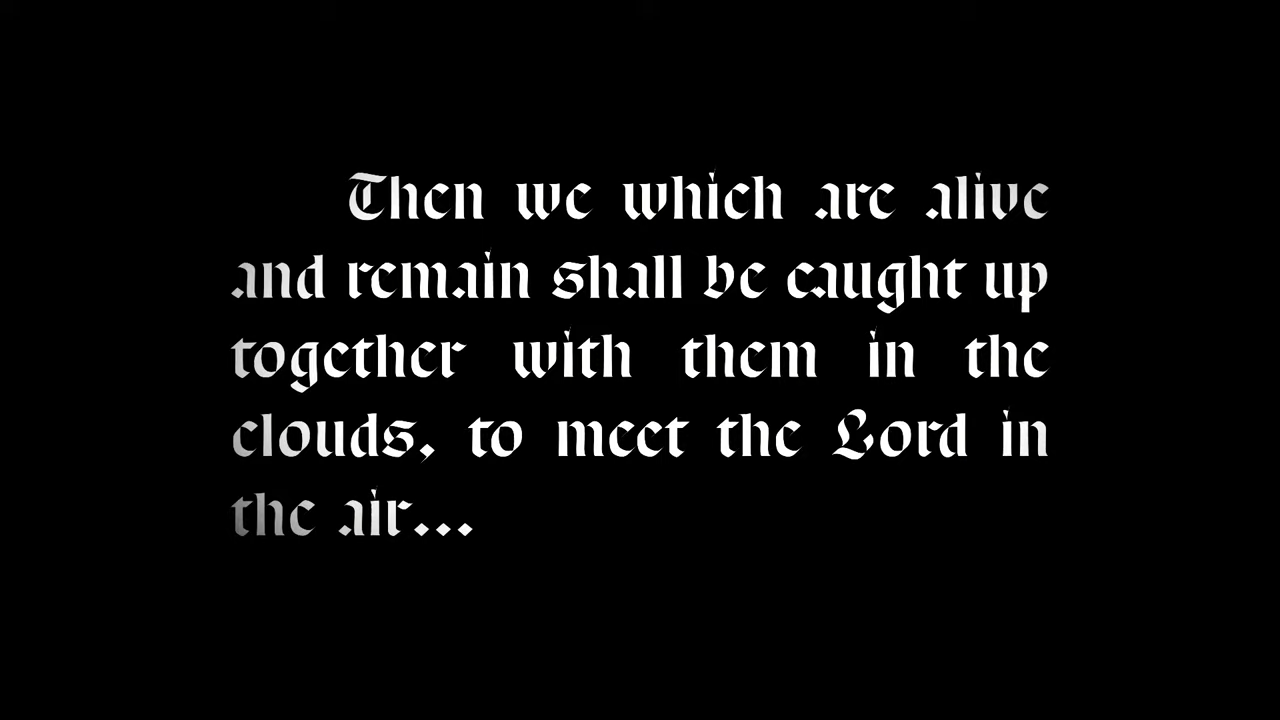 Then we which are alive
and remain shall be caught up
together with them in the
clouds, to meet the Lord in
the air...